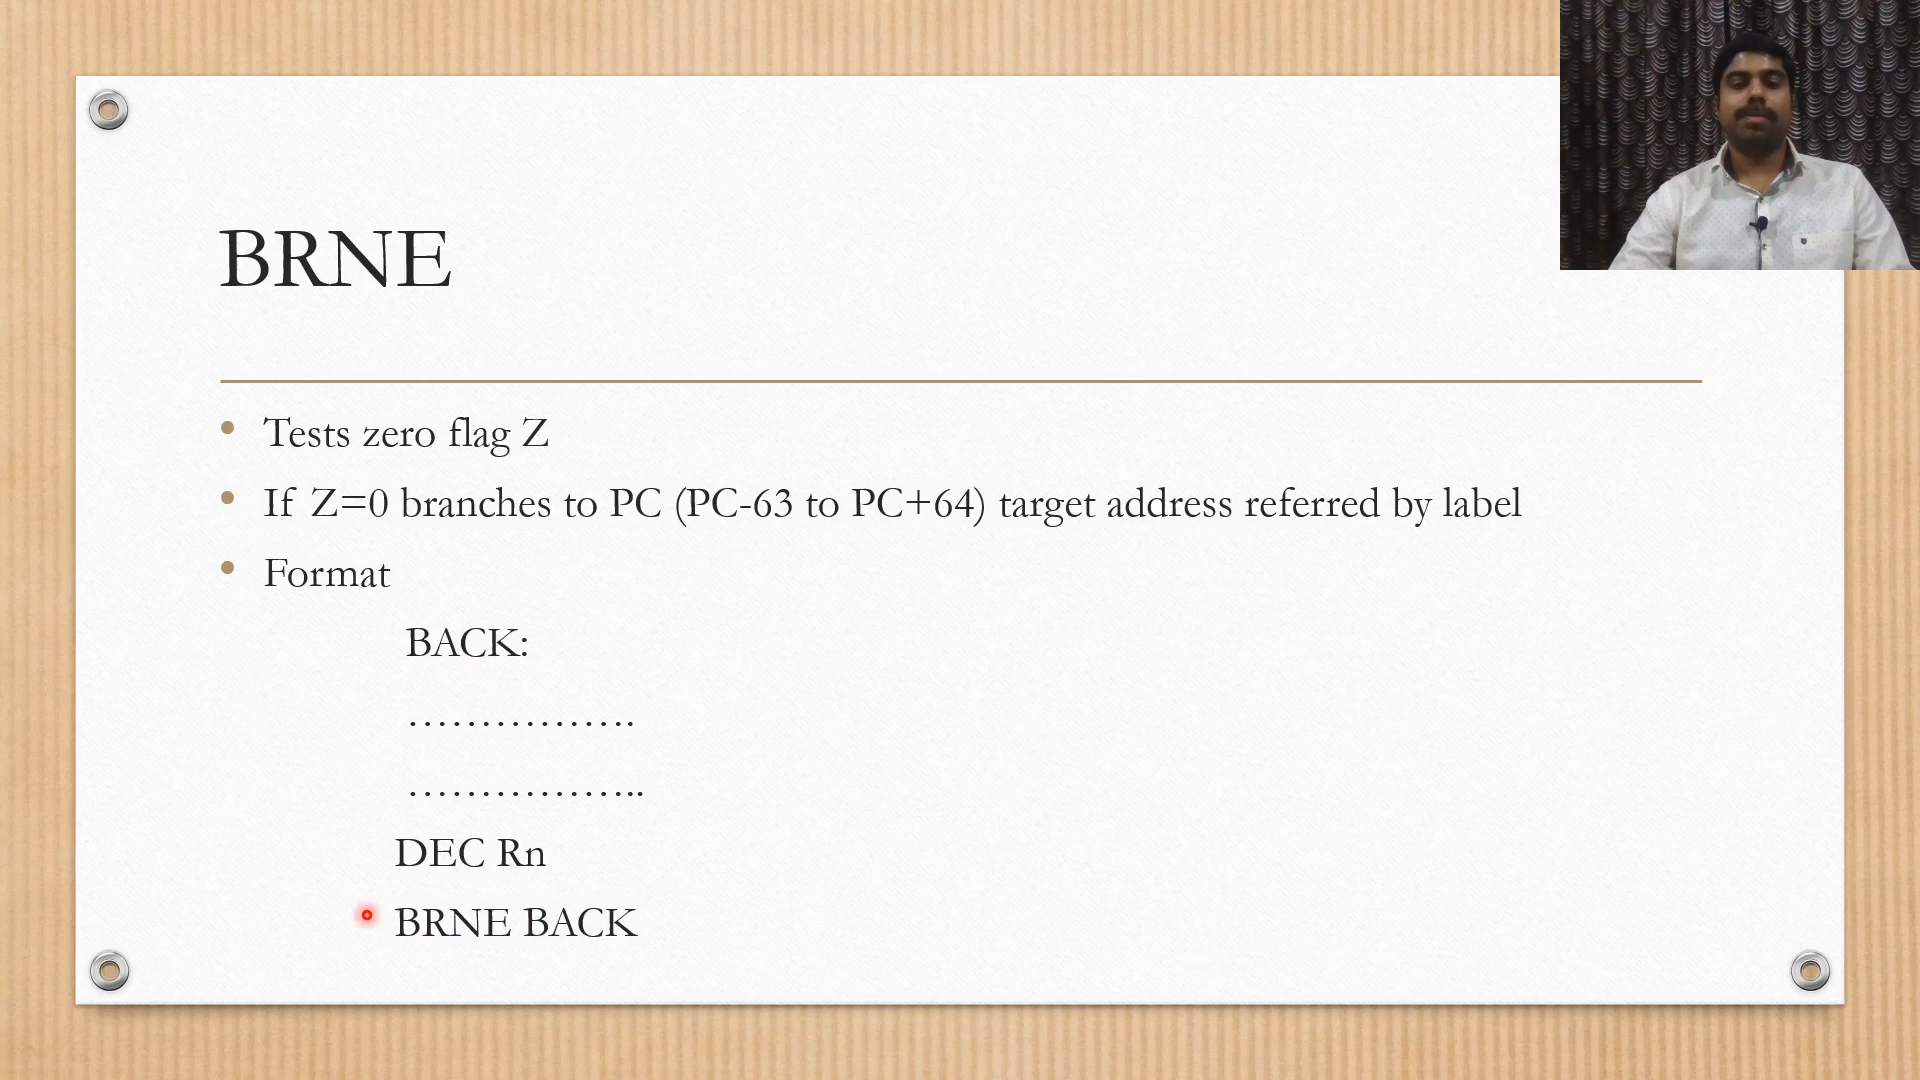 BRNE
Tests zero flag Z
If Z=0 branches to PC (PC-63 to PC+64) target address referred by label
Format
BACK:
…………….
……………..
DEC Rn
BRNE BACK